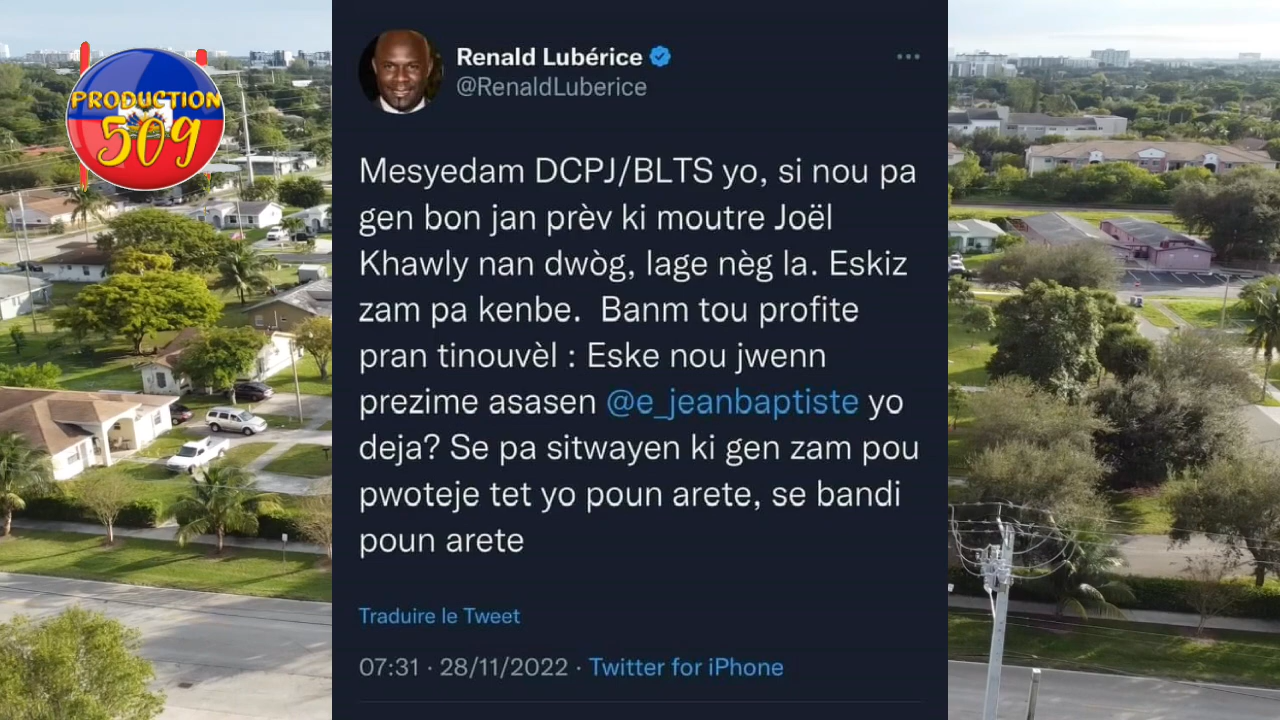 PRODUCTION
509
Renald Lubérice
@RenaldLuberice
Mesyedam DCPJ/BLTS yo, si nou pa
gen bon jan prèv ki moutre Joël
Khawly nan dwòg, lage nèg la. Eskiz
zam pa kenbe.  Banm tou profite
pran tinouvèl : Eske nou jwenn
prezime asasen @e_jeanbaptiste yo
deja? Se pa sitwayen ki gen zam pou
pwoteje tet yo poun arete, se bandi
poun arete
Traduire le Tweet
07:31 · 28/11/2022 · Twitter for iPhone